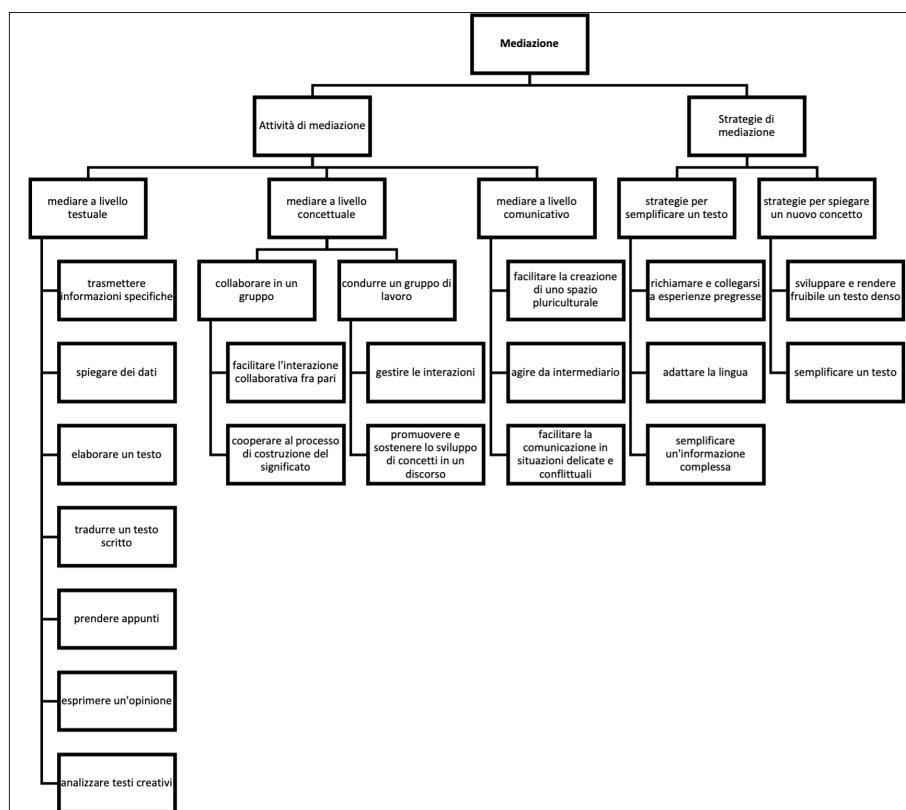 Mediazione
Attività di mediazione
Strategie di
mediazione
mediare a livello
testuale
mediare a livello
concettuale
mediare a livello
comunicativo
strategie per
semplificare un testo
strategie per spiegare
un nuovo concetto
trasmettere
informazioni specifiche
collaborare in un
gruppo
condurre un gruppo di
lavoro
facilitare la creazione
di uno spazio
pluriculturale
richiamare e collegarsi
a esperienze pregresse
sviluppare e rendere
fruibile un testo denso
spiegare dei dati
facilitare l'interazione
collaborativa fra pari
gestire le interazioni
agire da intermediario
adattare la lingua
semplificare un testo
elaborare un testo
cooperare al processo
di costruzione del
significato
promuovere e
sostenere lo sviluppo
di concetti in un
discorso
facilitare la
comunicazione in
situazioni delicate e
conflittuali
semplificare
un'informazione
complessa
tradurre un testo
scritto
prendere appunti
esprimere un'opinione
analizzare testi creativi